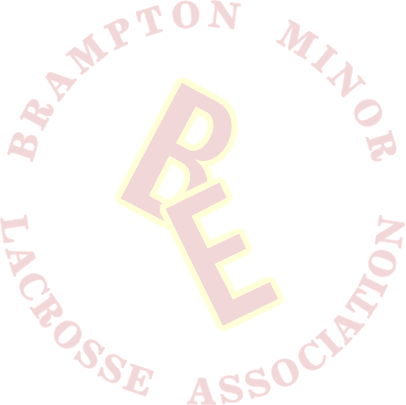 BRAMPTON MINOR
BE
LACROSSE ASSOCIATION